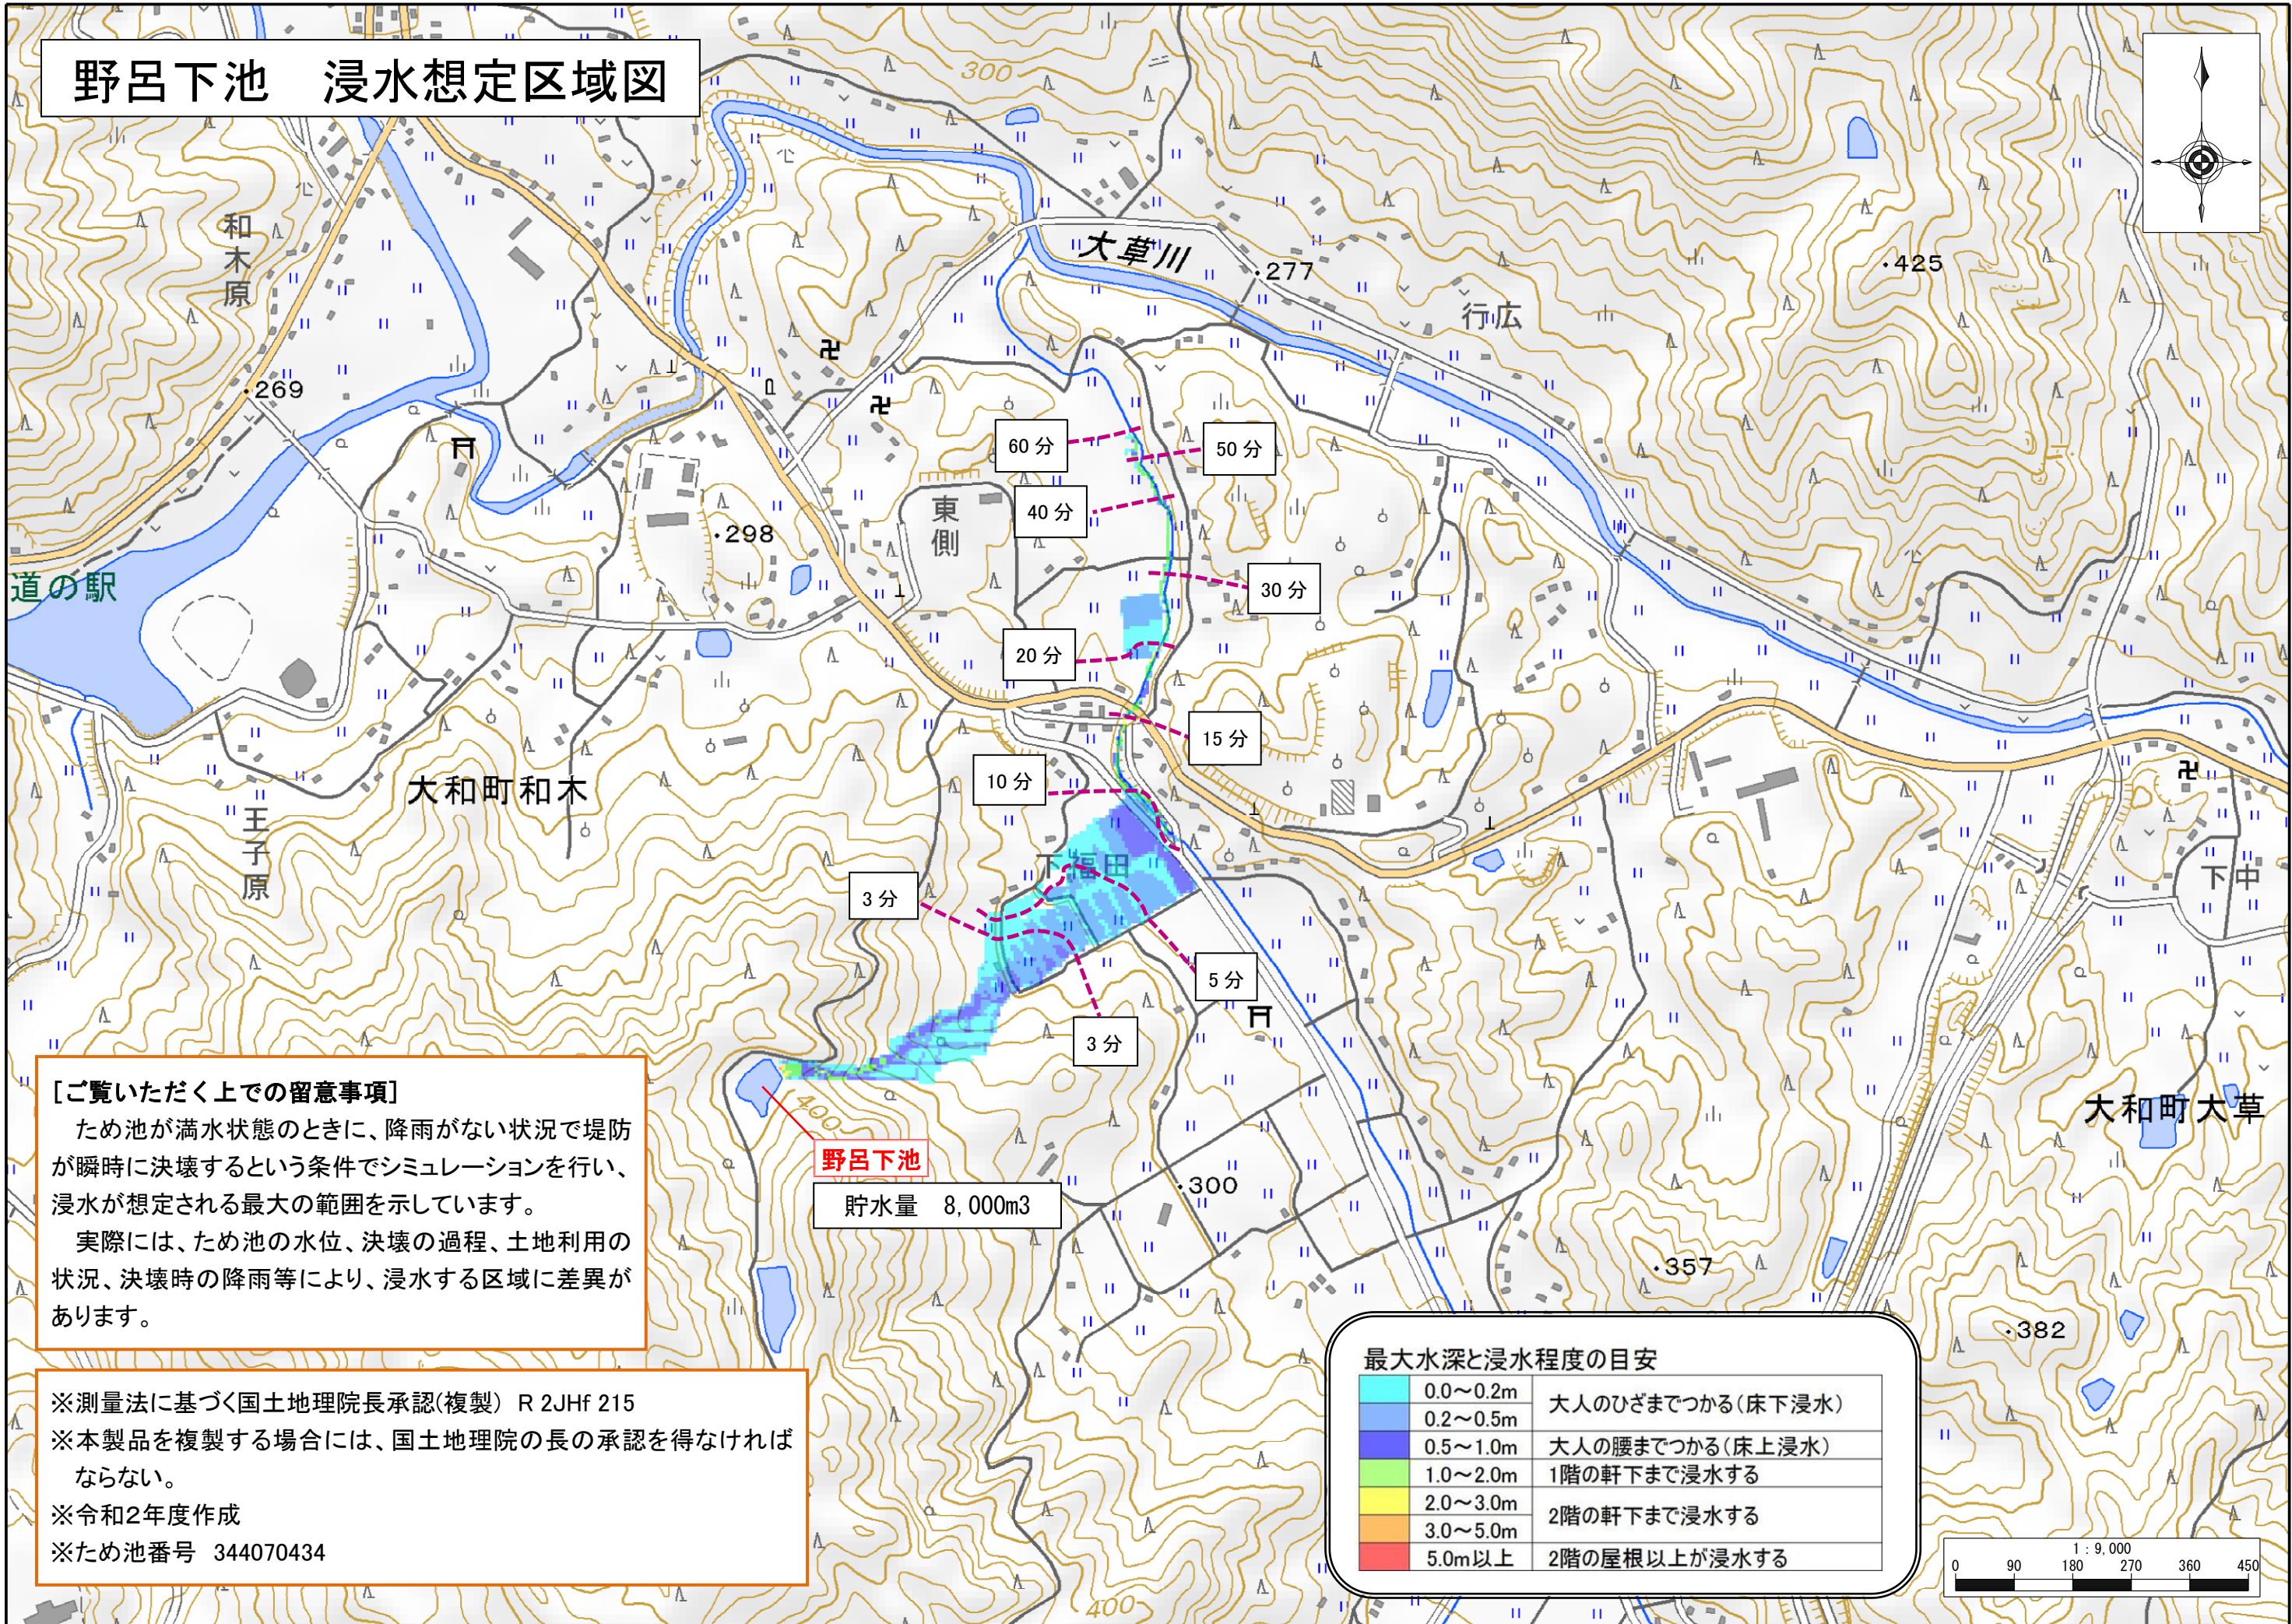 野呂下池　浸水想定区域図
300
和木原
大草川
277
425
行広
269
60 分
50 分
東側
40 分
298
道の駅
30 分
20 分
15 分
10 分
大和町和木
王子原
下福田
下中
3 分
5 分
3 分
400
大和町大草
野呂下池
貯水量　8,000m3
300
357
382
400
[ご覧いただく上での留意事項]
ため池が満水状態のときに、降雨がない状況で堤防
が瞬時に決壊するという条件でシミュレーションを行い、
浸水が想定される最大の範囲を示しています。
実際には、ため池の水位、決壊の過程、土地利用の
状況、決壊時の降雨等により、浸水する区域に差異が
あります。
※測量法に基づく国土地理院長承認(複製) R 2JHf 215
※本製品を複製する場合には、国土地理院の長の承認を得なければ
ならない。
※令和2年度作成
※ため池番号 344070434
最大水深と浸水程度の目安
0.0～0.2m 大人のひざまでつかる(床下浸水)
0.2～0.5m
0.5～1.0m 大人の腰までつかる(床上浸水)
1.0～2.0m 1階の軒下まで浸水する
2.0～3.0m 2階の軒下まで浸水する
3.0～5.0m
5.0m以上 2階の屋根以上が浸水する
1 : 9,000
0 90 180 270 360 450